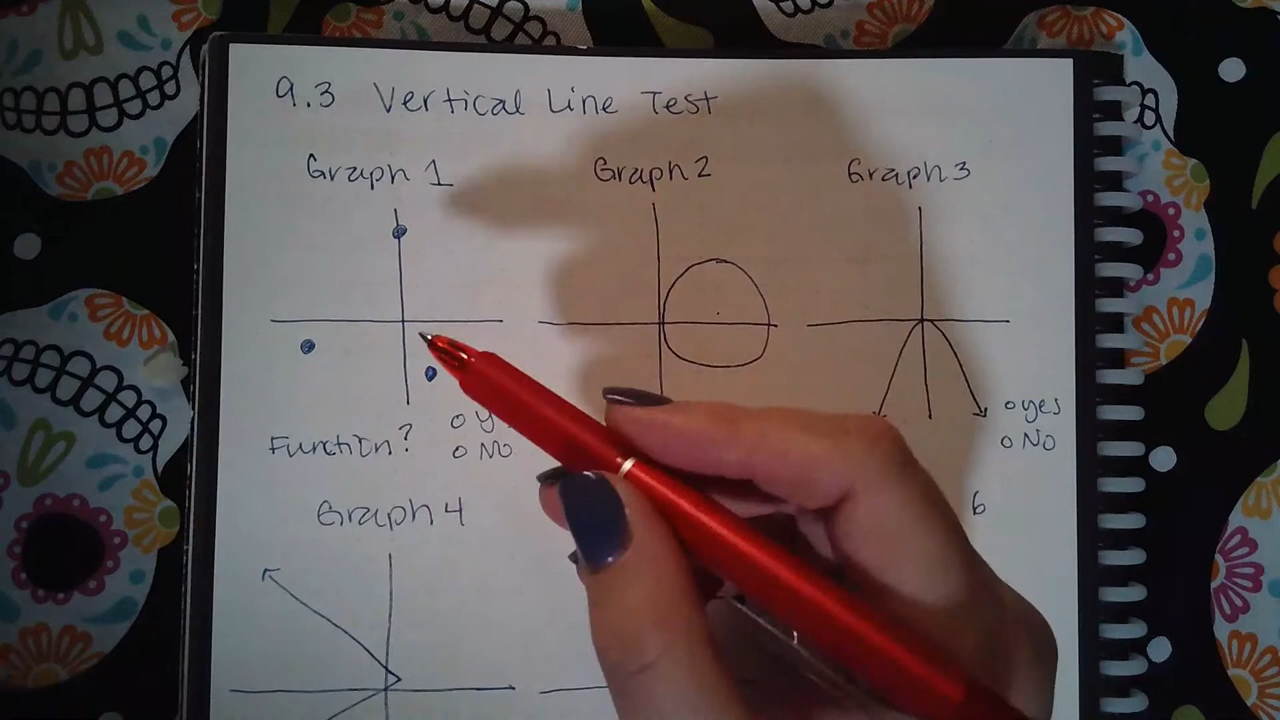 9.3 Vertical Line Test
Graph 1
Graph 2
Graph 3
Function?
o No
o yes
o No
Graph 4
6